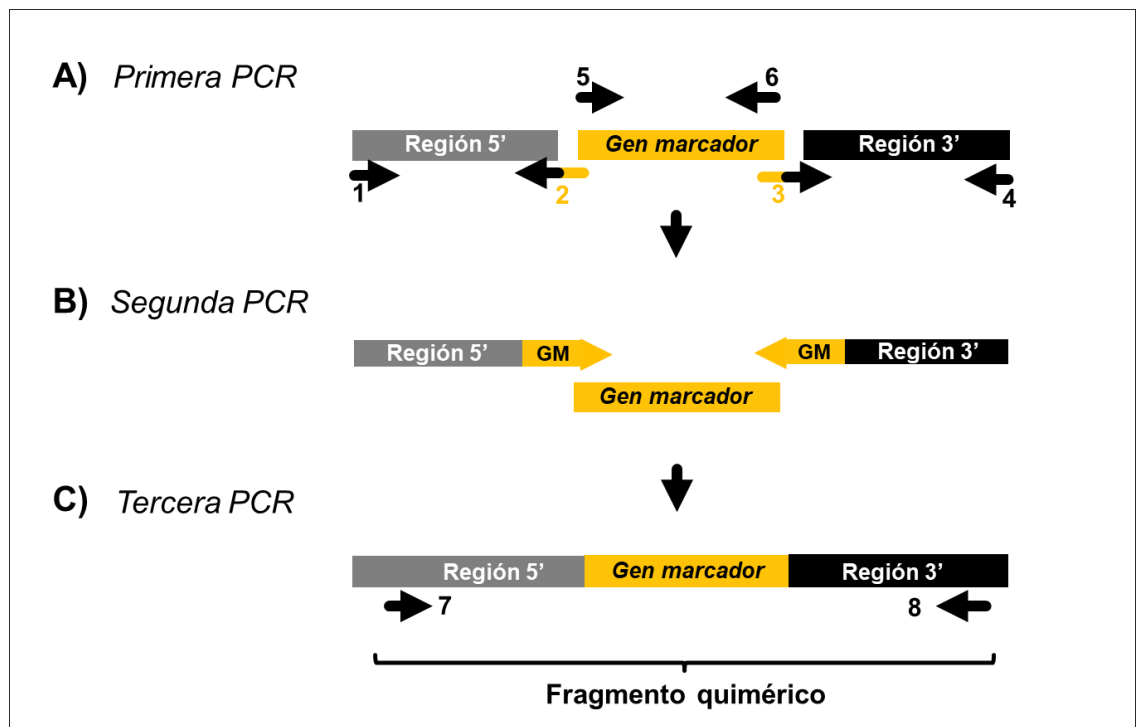 A) Primera PCR
5 6
Región 5' Gen marcador Región 3'
1 2 3 4
B) Segunda PCR
Región 5' GM GM Región 3'
Gen marcador
C) Tercera PCR
Región 5' Gen marcador Región 3'
7 8
Fragmento quimérico